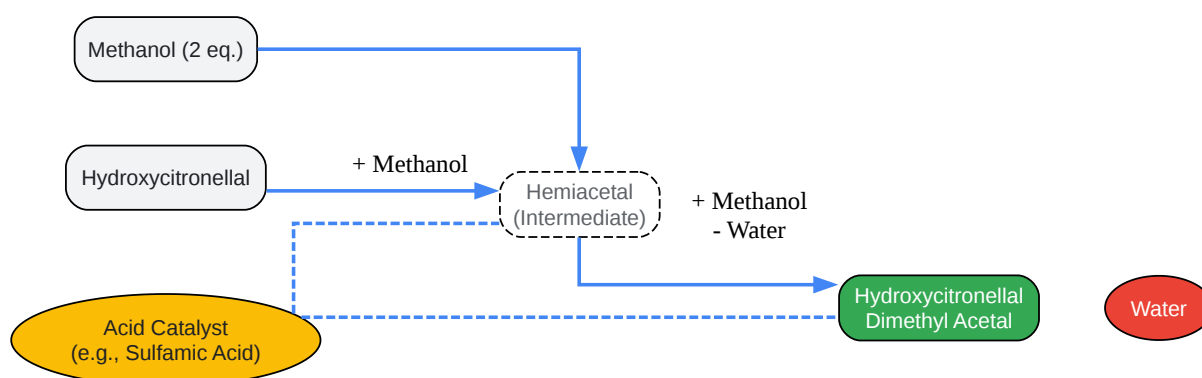 Methanol (2 eq.)
Hydroxycitronellal
+ Methanol
Hemiacetal
(Intermediate)
+ Methanol
- Water
Hydroxycitronellal
Dimethyl Acetal
Water
Acid Catalyst
(e.g., Sulfamic Acid)